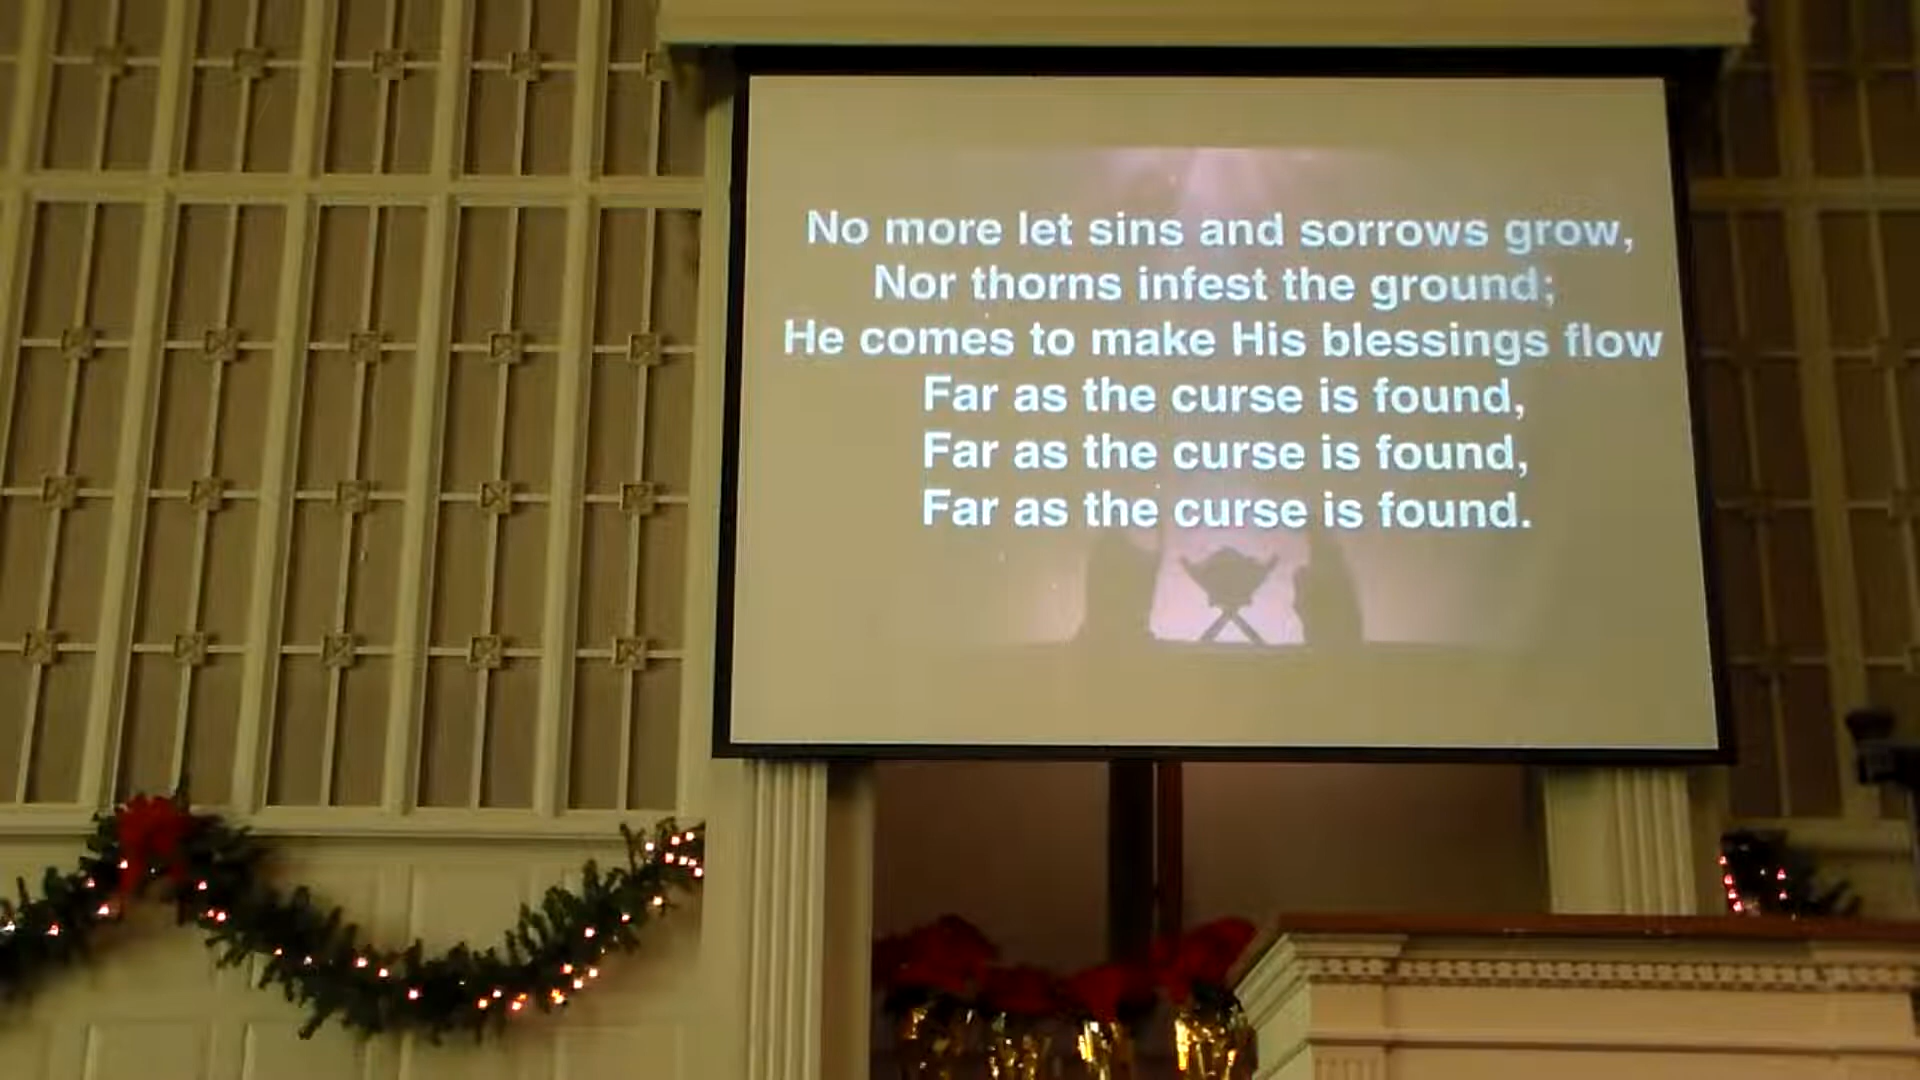 No more let sins and sorrows grow,
Nor thorns infest the ground;
He comes to make His blessings flow
Far as the curse is found,
Far as the curse is found,
Far as the curse is found.